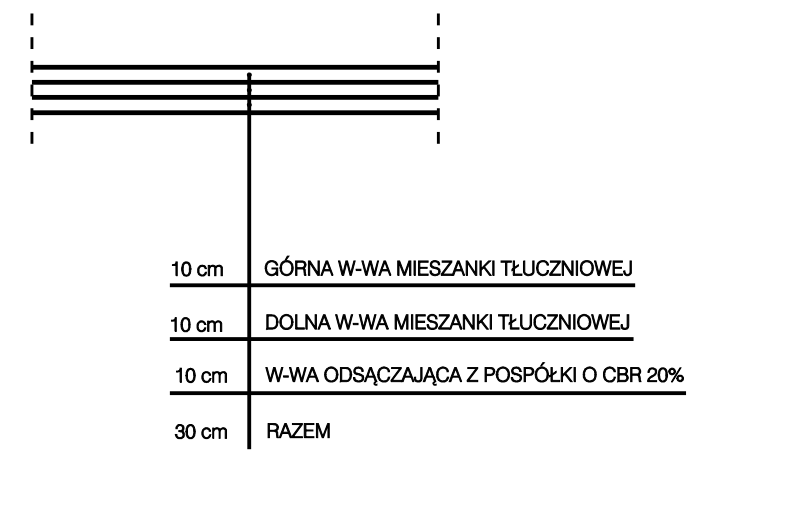 10 cm GÓRNA W-WA MIESZANKI TŁUCZNIOWEJ
10 cm DOLNA W-WA MIESZANKI TŁUCZNIOWEJ
10 cm W-WA ODSĄCZAJĄCA Z POSPÓŁKI O CBR 20%
30 cm RAZEM